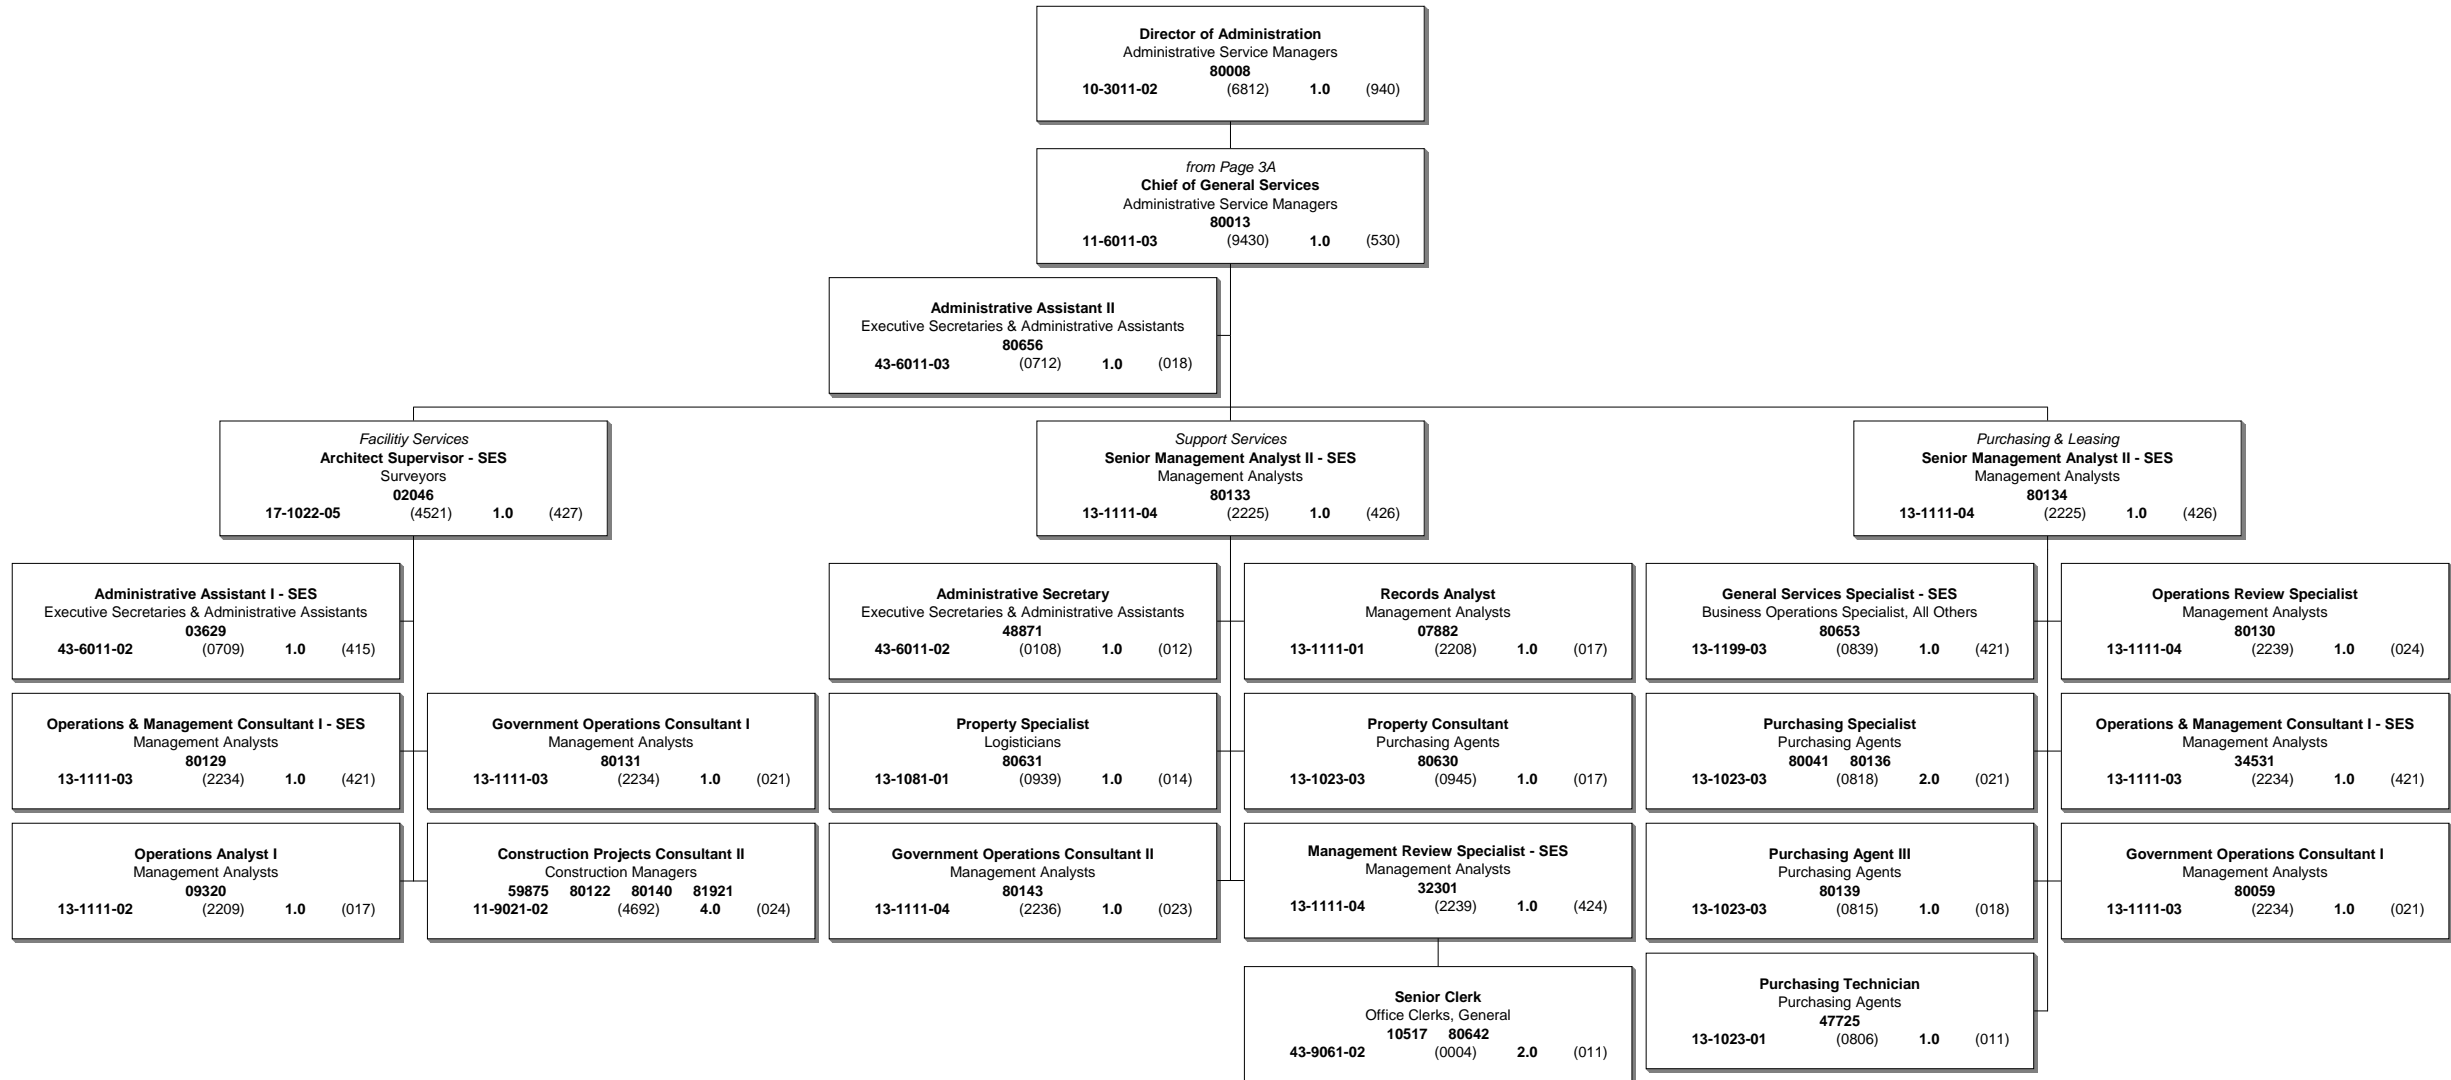 Director of Administration
Administrative Service Managers
80008
10-3011-02 (6812) 1.0 (940)
from Page 3A
Chief of General Services
Administrative Service Managers
80013
11-6011-03 (9430) 1.0 (530)
Administrative Assistant II
Executive Secretaries & Administrative Assistants
80656
43-6011-03 (0712) 1.0 (018)
Facilitiy Services
Architect Supervisor - SES
Surveyors
02046
17-1022-05 (4521) 1.0 (427)
Support Services
Senior Management Analyst II - SES
Management Analysts
80133
13-1111-04 (2225) 1.0 (426)
Purchasing & Leasing
Senior Management Analyst II - SES
Management Analysts
80134
13-1111-04 (2225) 1.0 (426)
Administrative Assistant I - SES
Executive Secretaries & Administrative Assistants
03629
43-6011-02 (0709) 1.0 (415)
Administrative Secretary
Executive Secretaries & Administrative Assistants
48871
43-6011-02 (0108) 1.0 (012)
Records Analyst
Management Analysts
07882
13-1111-01 (2208) 1.0 (017)
General Services Specialist - SES
Business Operations Specialist, All Others
80653
13-1199-03 (0839) 1.0 (421)
Operations Review Specialist
Management Analysts
80130
13-1111-04 (2239) 1.0 (024)
Operations & Management Consultant I - SES
Management Analysts
80129
13-1111-03 (2234) 1.0 (421)
Government Operations Consultant I
Management Analysts
80131
13-1111-03 (2234) 1.0 (021)
Property Specialist
Logisticians
80631
13-1081-01 (0939) 1.0 (014)
Property Consultant
Purchasing Agents
80630
13-1023-03 (0945) 1.0 (017)
Purchasing Specialist
Purchasing Agents
80041 80136
13-1023-03 (0818) 2.0 (021)
Operations & Management Consultant I - SES
Management Analysts
34531
13-1111-03 (2234) 1.0 (421)
Operations Analyst I
Management Analysts
09320
13-1111-02 (2209) 1.0 (017)
Construction Projects Consultant II
Construction Managers
59875 80122 80140 81921
11-9021-02 (4692) 4.0 (024)
Government Operations Consultant II
Management Analysts
80143
13-1111-04 (2236) 1.0 (023)
Management Review Specialist - SES
Management Analysts
32301
13-1111-04 (2239) 1.0 (424)
Purchasing Agent III
Purchasing Agents
80139
13-1023-03 (0815) 1.0 (018)
Government Operations Consultant I
Management Analysts
80059
13-1111-03 (2234) 1.0 (021)
Senior Clerk
Office Clerks, General
10517 80642
43-9061-02 (0004) 2.0 (011)
Purchasing Technician
Purchasing Agents
47725
13-1023-01 (0806) 1.0 (011)